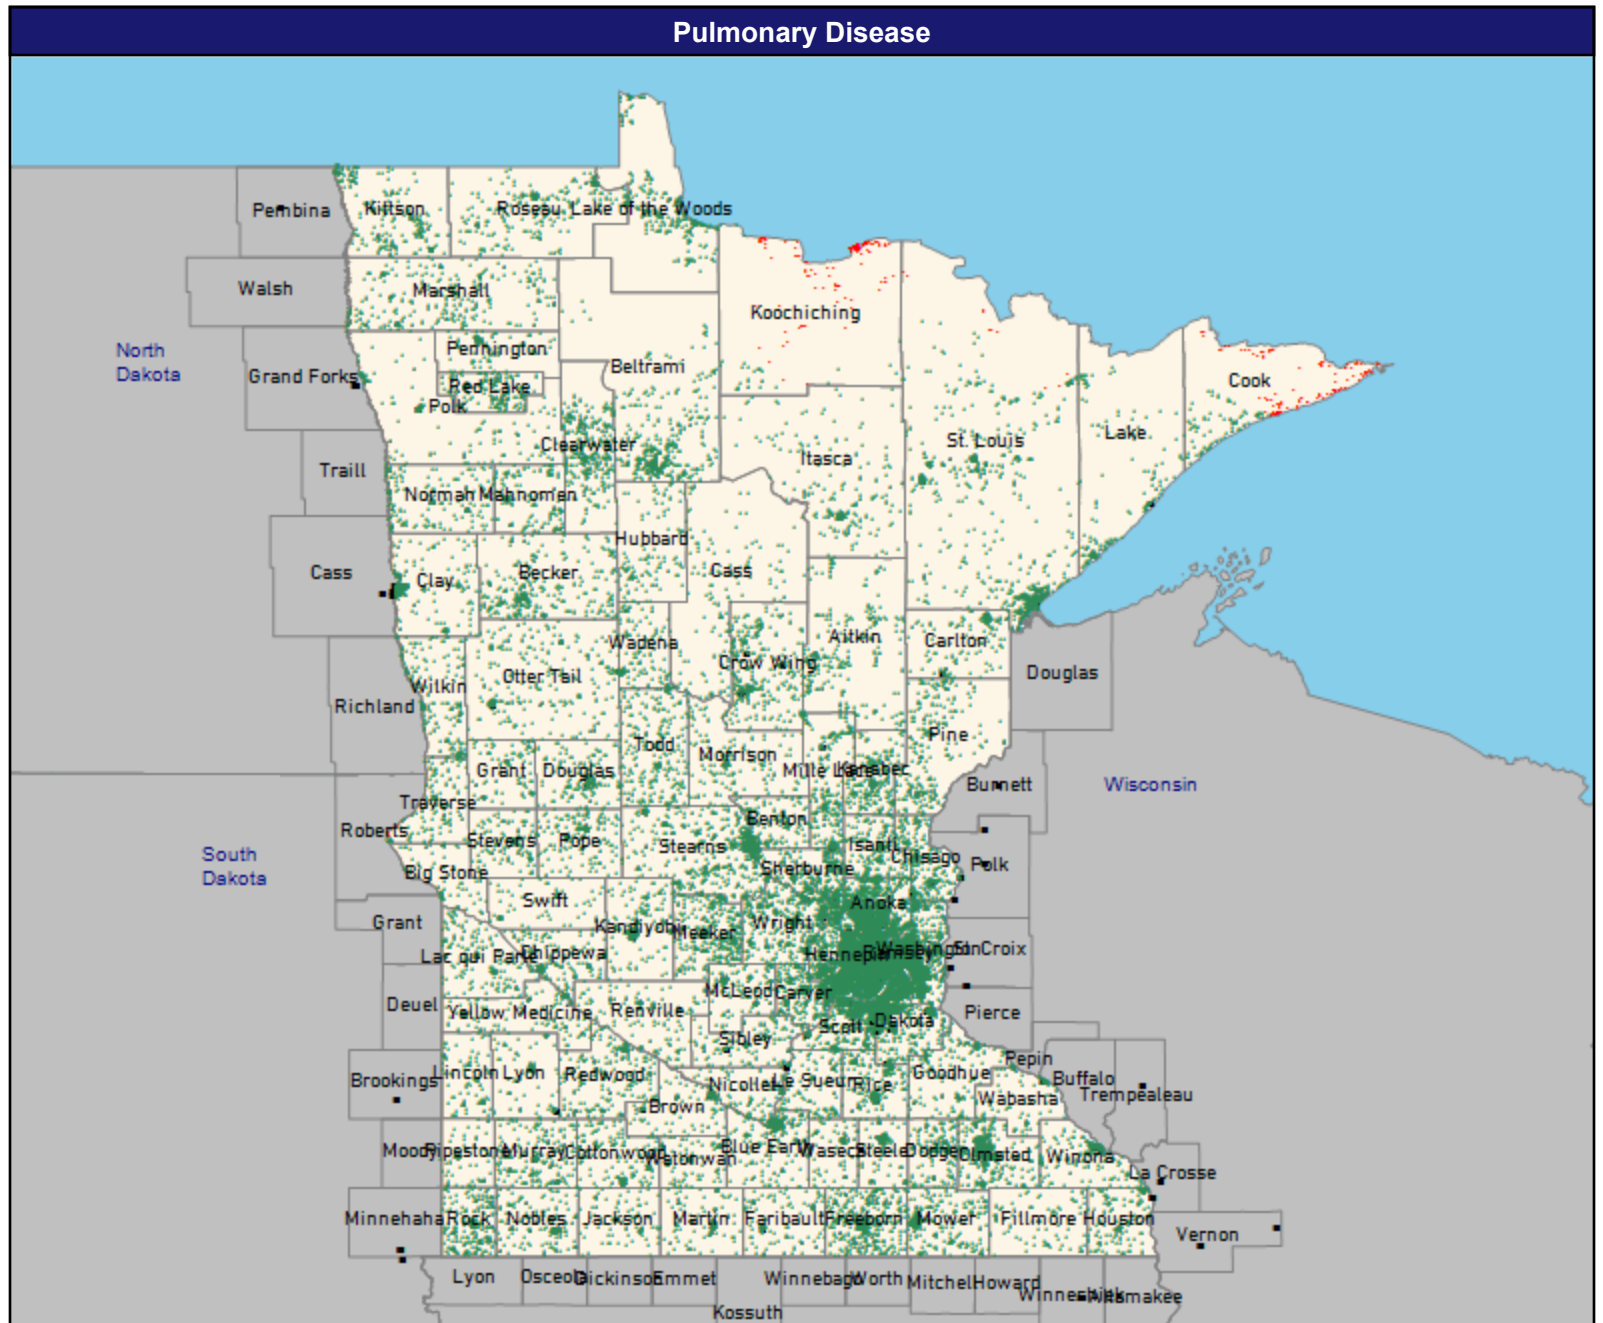 Pulmonary Disease
Pembina
Kittson
Roseau
Lake of the Woods
Walsh
Marshall
Koochiching
North
Dakota
Pennington
Grand Forks
Red Lake
Beltrami
Cook
Polk
Clearwater
St. Louis
Lake
Traill
Itasca
Norman
Mahnomen
Hubbard
Cass
Clay
Becker
Cass
Wadena
Crow Wing
Aitkin
Carlton
Douglas
Richland
Wilkin
Otter Tail
Pine
Todd
Morrison
Grant
Douglas
Mille Lacs
Kanabec
Burnett
Wisconsin
Traverse
Roberts
Stevens
Pope
Stearns
Benton
Isanti
Chisago
Polk
South
Dakota
Big Stone
Sherburne
Swift
Anoka
Grant
Kandiyohi
Meeker
Wright
Hennepin
Ramsey
Washington
St. Croix
Lac qui Parle
Chippewa
McLeod
Carver
Deuel
Yellow Medicine
Renville
Scott
Dakota
Pierce
Sibley
Pepin
Brookings
Lincoln
Lyon
Redwood
Nicollet
Le Sueur
Rice
Goodhue
Buffalo
Trempealeau
Brown
Wabasha
Moody
Pipestone
Murray
Cottonwood
Watonwan
Blue Earth
Waseca
Steele
Dodge
Olmsted
Winona
La Crosse
Minnehaha
Rock
Nobles
Jackson
Martin
Faribault
Freeborn
Mower
Fillmore
Houston
Vernon
Lyon
Osceola
Dickinson
Emmet
Winnebago
Worth
Mitchell
Howard
Winneshiek
Allamakee
Kossuth